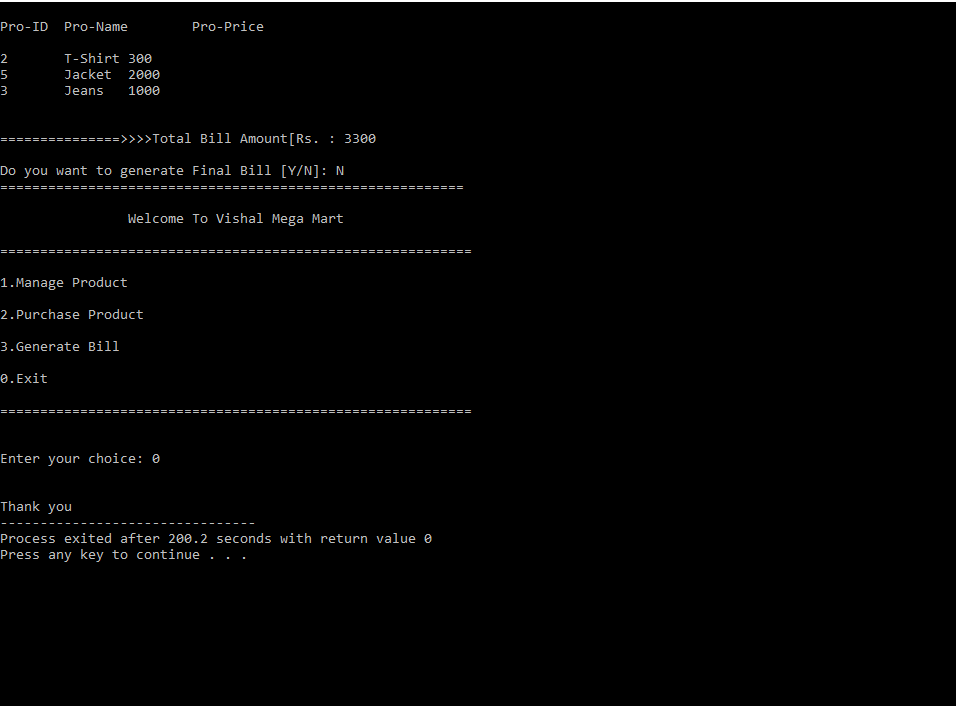 Pro-ID  Pro-Name        Pro-Price
2       T-Shirt 300
5       Jacket  2000
3       Jeans   1000
===============>>>>Total Bill Amount[Rs. : 3300
Do you want to generate Final Bill [Y/N]: N
==========================================================
                Welcome To Vishal Mega Mart
===========================================================
1.Manage Product
2.Purchase Product
3.Generate Bill
0.Exit
===========================================================
Enter your choice: 0
Thank you
--------------------------------
Process exited after 200.2 seconds with return value 0
Press any key to continue . . .